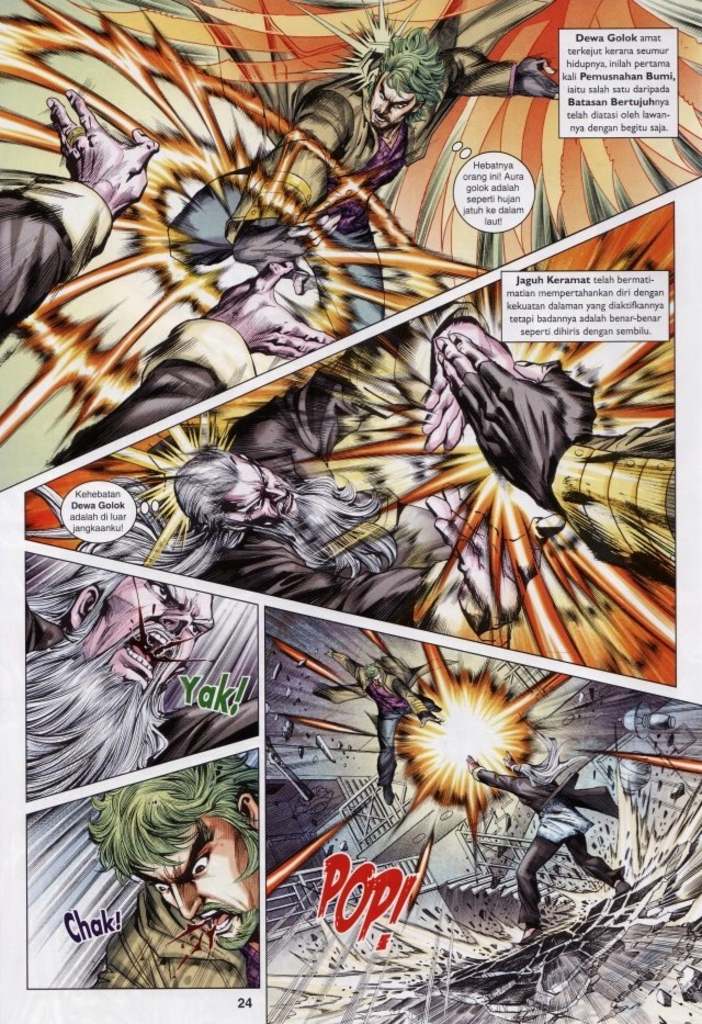 Dewa Golok amat
terkejut kerana seumur
hidupnya, inilah pertama
kali Pemusnahan Bumi,
iaitu salah satu daripada
Batasan Bertujuhnya
telah diatasi oleh lawan-
nya dengan begitu saja.
Hebatnya
orang ini! Aura
golok adalah
seperti hujan
jatuh ke dalam
laut!
Jaguh Keramat telah bermati-
matian mempertahankan diri dengan
kekuatan dalaman yang diaktifkannya
tetapi badannya adalah benar-benar
seperti dihiris dengan sembilu.
Kehebatan
Dewa Golok
adalah di luar
jangkaanku!
Yak!
Chak!
POP!
24